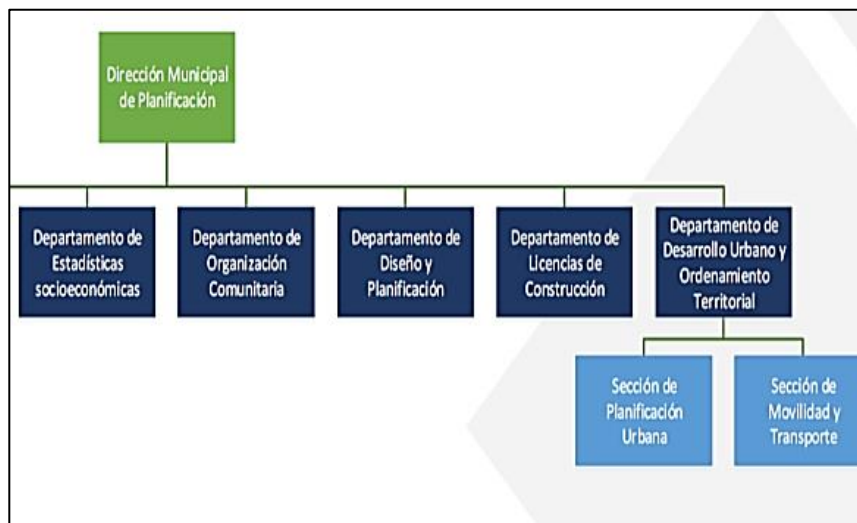 Dirección Municipal
de Planificación
Departamento de
Estadísticas
socioeconómicas
Departamento de
Organización
Comunitaria
Departamento de
Diseño y
Planificación
Departamento de
Licencias de
Construcción
Departamento de
Desarrollo Urbano y
Ordenamiento
Territorial
Sección de
Planificación
Urbana
Sección de
Movilidad y
Transporte